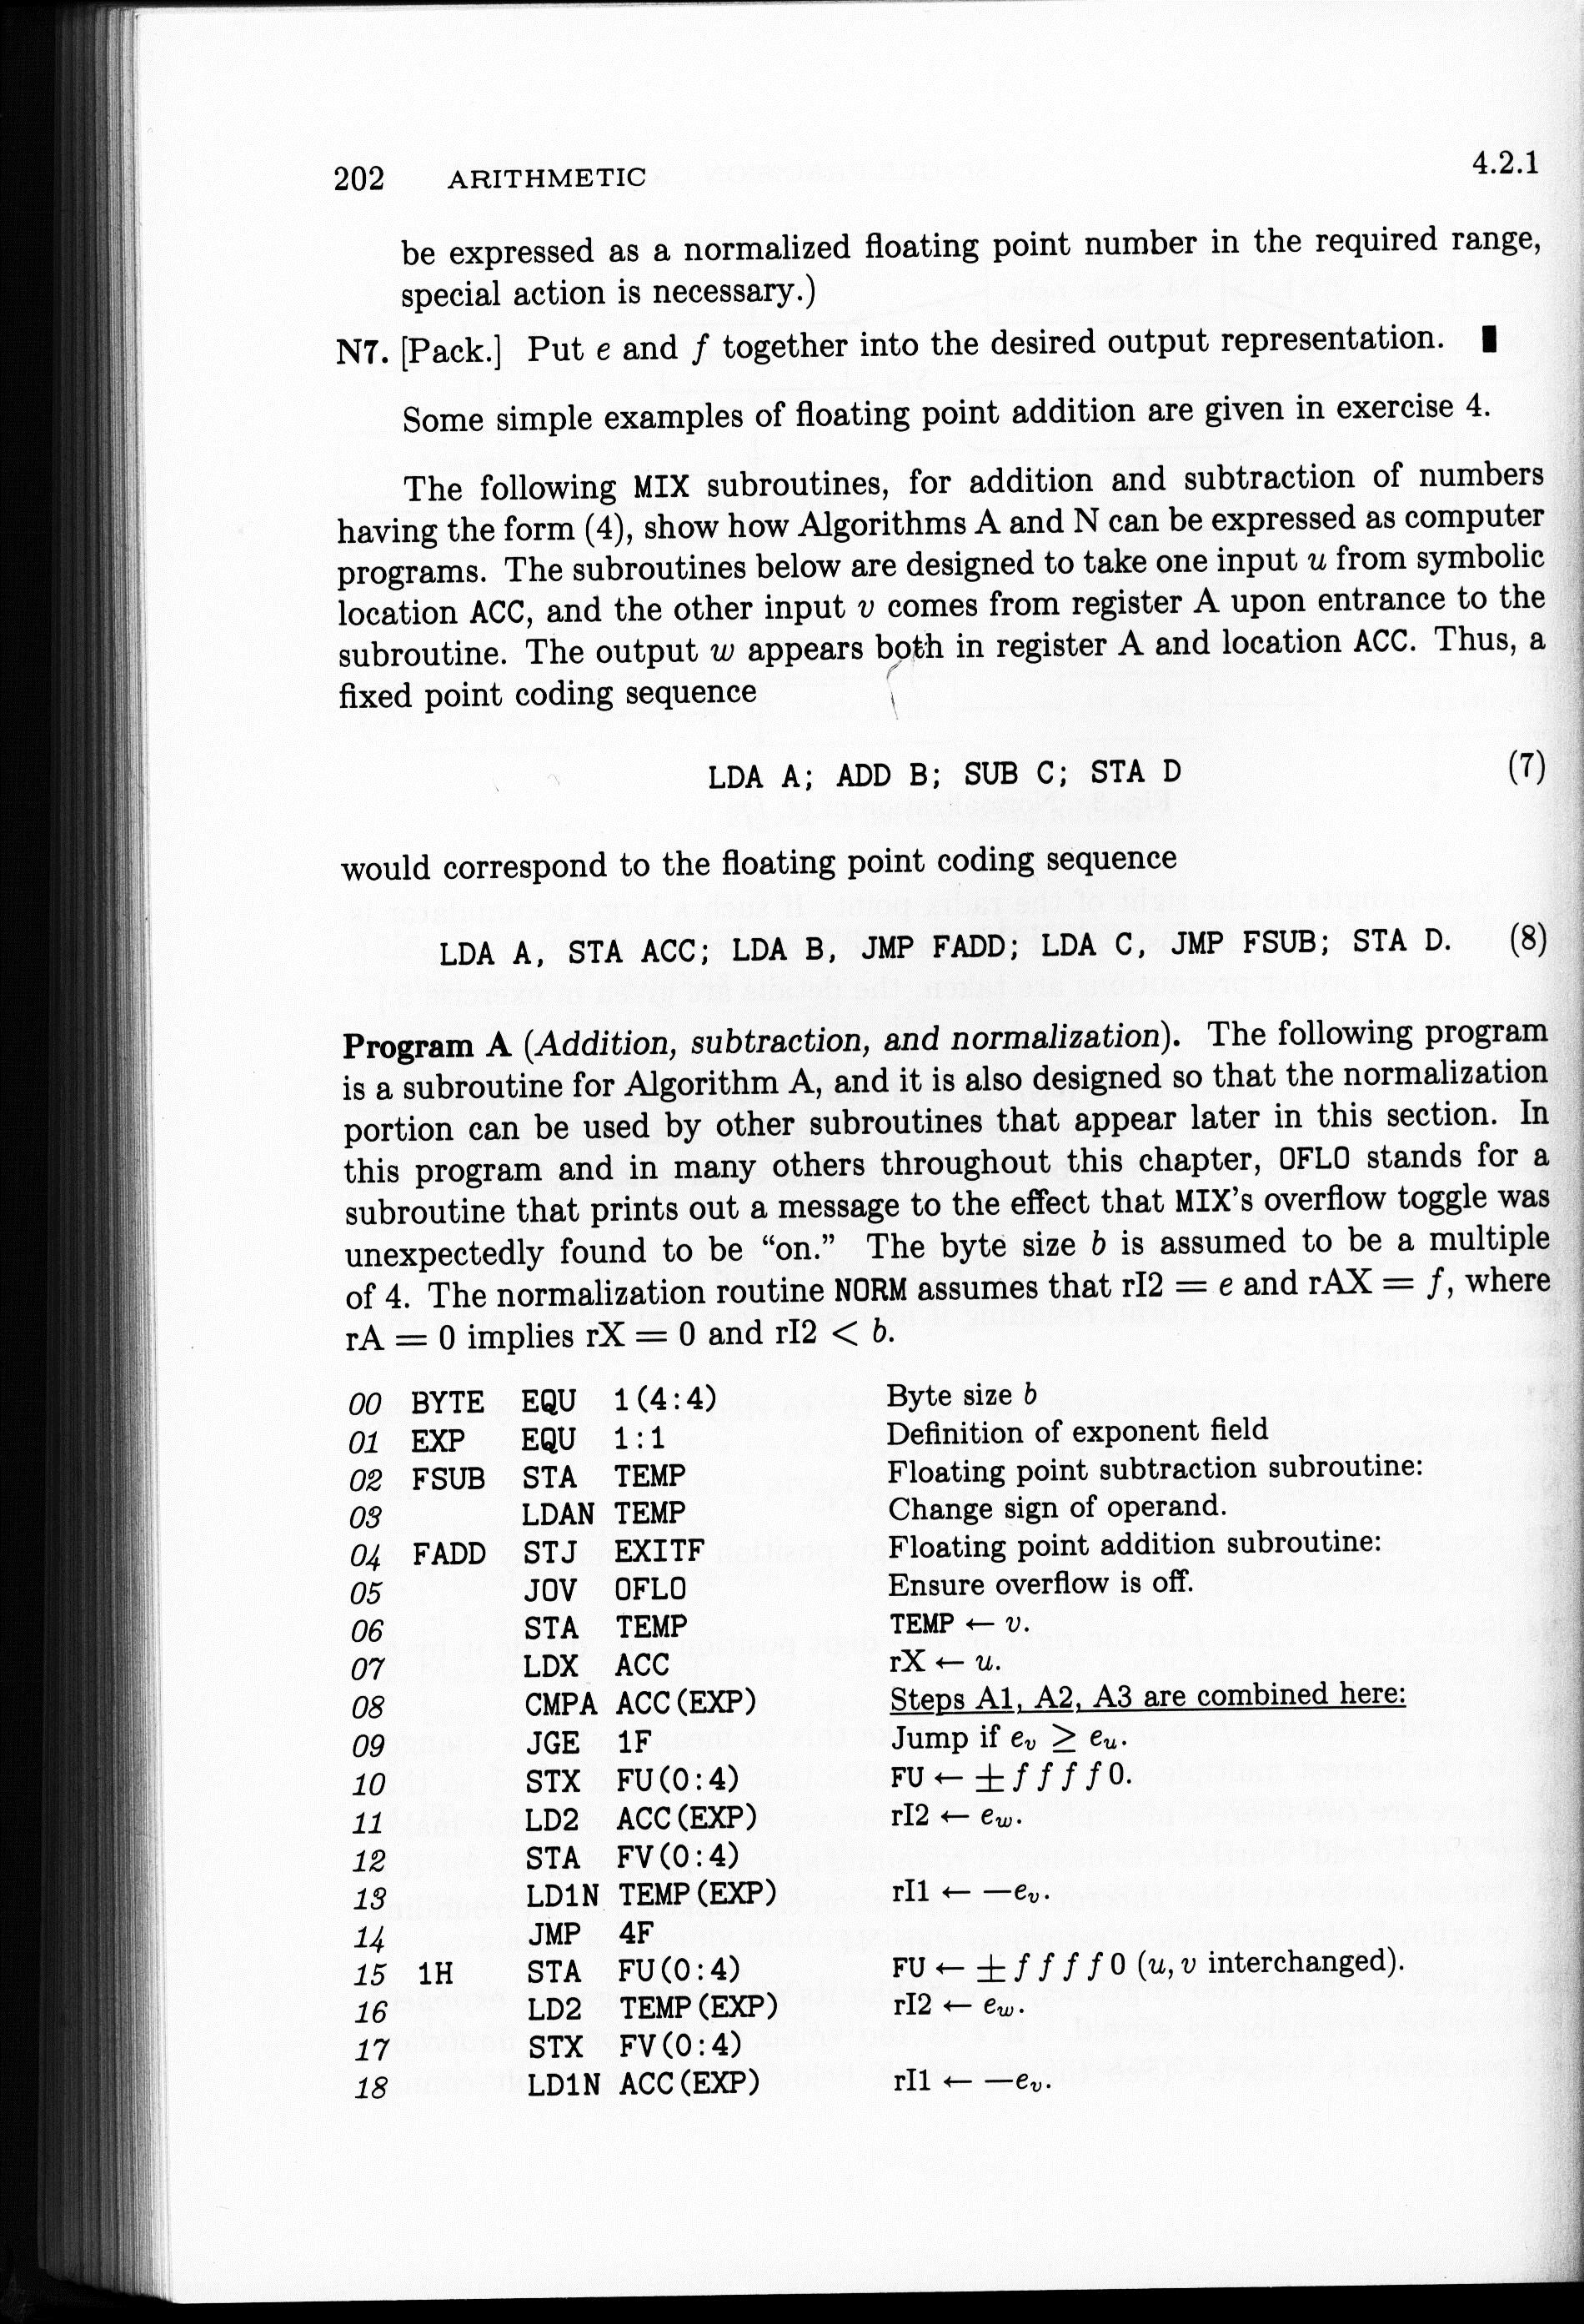 202 ARITHMETIC 4.2.1
be expressed as a normalized floating point number in the required range,
special action is necessary.)
N7. [Pack.] Put e and f together into the desired output representation. ▮
Some simple examples of floating point addition are given in exercise 4.
The following MIX subroutines, for addition and subtraction of numbers
having the form (4), show how Algorithms A and N can be expressed as computer
programs. The subroutines below are designed to take one input u from symbolic
location ACC, and the other input v comes from register A upon entrance to the
subroutine. The output w appears both in register A and location ACC. Thus, a
fixed point coding sequence
LDA A; ADD B; SUB C; STA D (7)
would correspond to the floating point coding sequence
LDA A, STA ACC; LDA B, JMP FADD; LDA C, JMP FSUB; STA D. (8)
Program A (Addition, subtraction, and normalization). The following program
is a subroutine for Algorithm A, and it is also designed so that the normalization
portion can be used by other subroutines that appear later in this section. In
this program and in many others throughout this chapter, OFLO stands for a
subroutine that prints out a message to the effect that MIX's overflow toggle was
unexpectedly found to be “on.” The byte size b is assumed to be a multiple
of 4. The normalization routine NORM assumes that rI2 = e and rAX = f, where
rA = 0 implies rX = 0 and rI2 < b.
00 BYTE EQU 1(4:4) Byte size b
01 EXP EQU 1:1 Definition of exponent field
02 FSUB STA TEMP Floating point subtraction subroutine:
03 LDAN TEMP Change sign of operand.
04 FADD STJ EXITF Floating point addition subroutine:
05 JOV OFLO Ensure overflow is off.
06 STA TEMP TEMP ← v.
07 LDX ACC rX ← u.
08 CMPA ACC(EXP) Steps A1, A2, A3 are combined here:
09 JGE 1F Jump if eᵥ ≥ eᵤ.
10 STX FU(0:4) FU ← ± f f f f 0.
11 LD2 ACC(EXP) rI2 ← e_w.
12 STA FV(0:4)
13 LD1N TEMP(EXP) rI1 ← −eᵥ.
14 JMP 4F
15 1H STA FU(0:4) FU ← ± f f f f 0 (u, v interchanged).
16 LD2 TEMP(EXP) rI2 ← e_w.
17 STX FV(0:4)
18 LD1N ACC(EXP) rI1 ← −eᵥ.